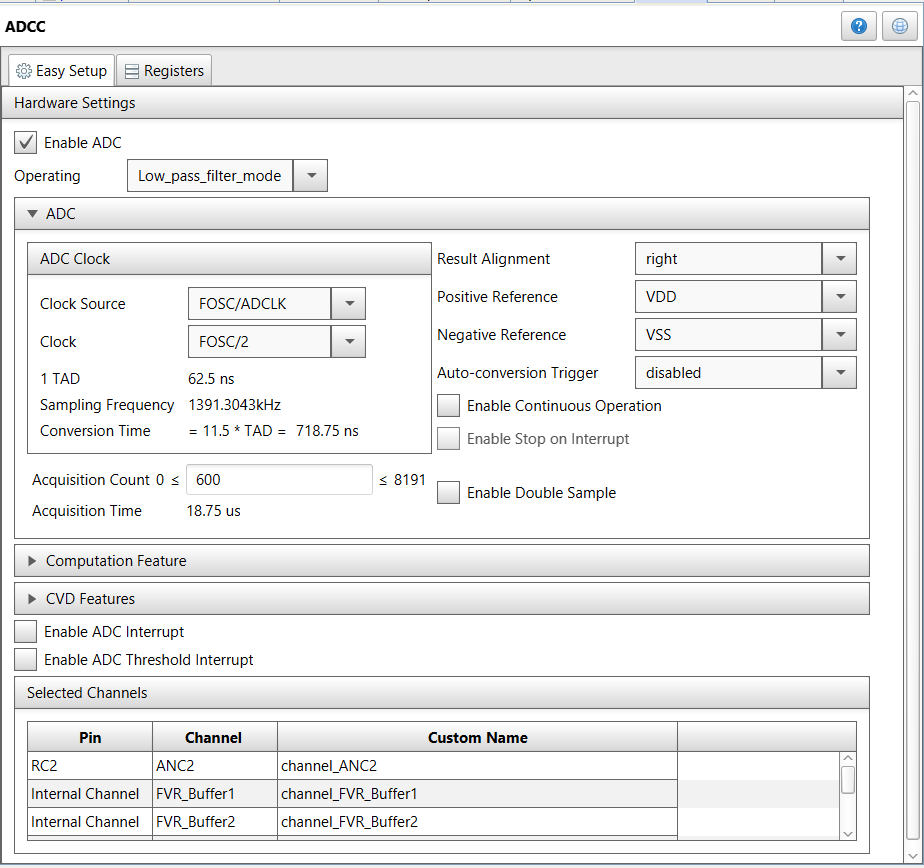 ADCC
Easy Setup Registers
Hardware Settings
Enable ADC
Operating Low_pass_filter_mode
ADC
ADC Clock
Clock Source FOSC/ADCLK
Clock FOSC/2
1 TAD 62.5 ns
Sampling Frequency 1391.3043kHz
Conversion Time = 11.5 * TAD = 718.75 ns
Acquisition Count 0 ≤ 600 ≤ 8191
Acquisition Time 18.75 us
Result Alignment right
Positive Reference VDD
Negative Reference VSS
Auto-conversion Trigger disabled
Enable Continuous Operation
Enable Stop on Interrupt
Enable Double Sample
Computation Feature
CVD Features
Enable ADC Interrupt
Enable ADC Threshold Interrupt
Selected Channels
Pin Channel Custom Name
RC2 ANC2 channel_ANC2
Internal Channel FVR_Buffer1 channel_FVR_Buffer1
Internal Channel FVR_Buffer2 channel_FVR_Buffer2